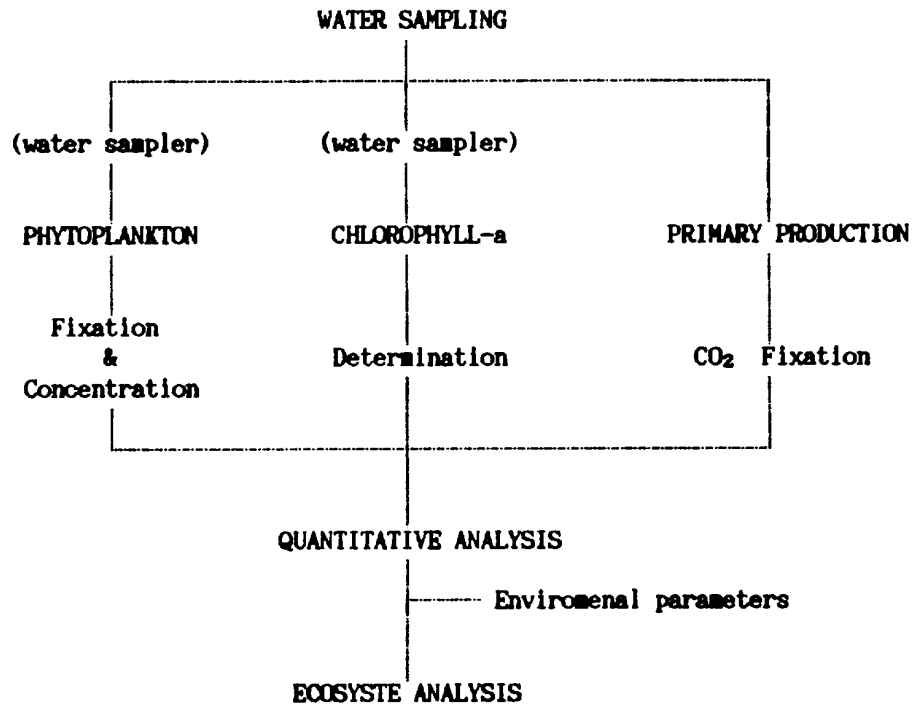 WATER SAMPLING
(water sampler) (water sampler)
PHYTOPLANKTON CHLOROPHYLL-a PRIMARY PRODUCTION
Fixation
&
Concentration
Determination
CO₂ Fixation
QUANTITATIVE ANALYSIS
Enviromenal parameters
ECOSYSTE ANALYSIS